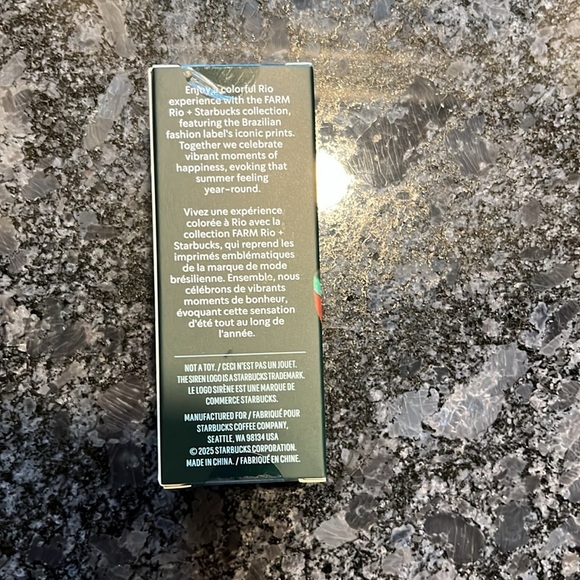 Enjoy a colorful Rio
experience with the FARM
Rio + Starbucks collection,
featuring the Brazilian
fashion label's iconic prints.
Together we celebrate
vibrant moments of
happiness, evoking that
summer feeling
year-round.
Vivez une expérience
colorée à Rio avec la
collection FARM Rio +
Starbucks, qui reprend les
imprimés emblématiques
de la marque de mode
brésilienne. Ensemble, nous
célébrons de vibrants
moments de bonheur,
évoquant cette sensation
d'été tout au long de
l'année.
NOT A TOY. / CECI N'EST PAS UN JOUET.
THE SIREN LOGO IS A STARBUCKS TRADEMARK.
LE LOGO SIRÈNE EST UNE MARQUE DE
COMMERCE STARBUCKS.
MANUFACTURED FOR / FABRIQUÉ POUR
STARBUCKS COFFEE COMPANY,
SEATTLE, WA 98134 USA
© 2025 STARBUCKS CORPORATION.
MADE IN CHINA. / FABRIQUÉ EN CHINE.